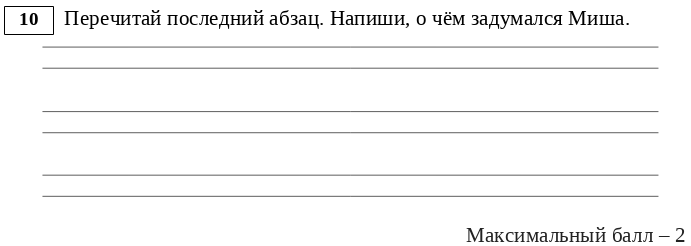 10 Перечитай последний абзац. Напиши, о чём задумался Миша.
Максимальный балл – 2